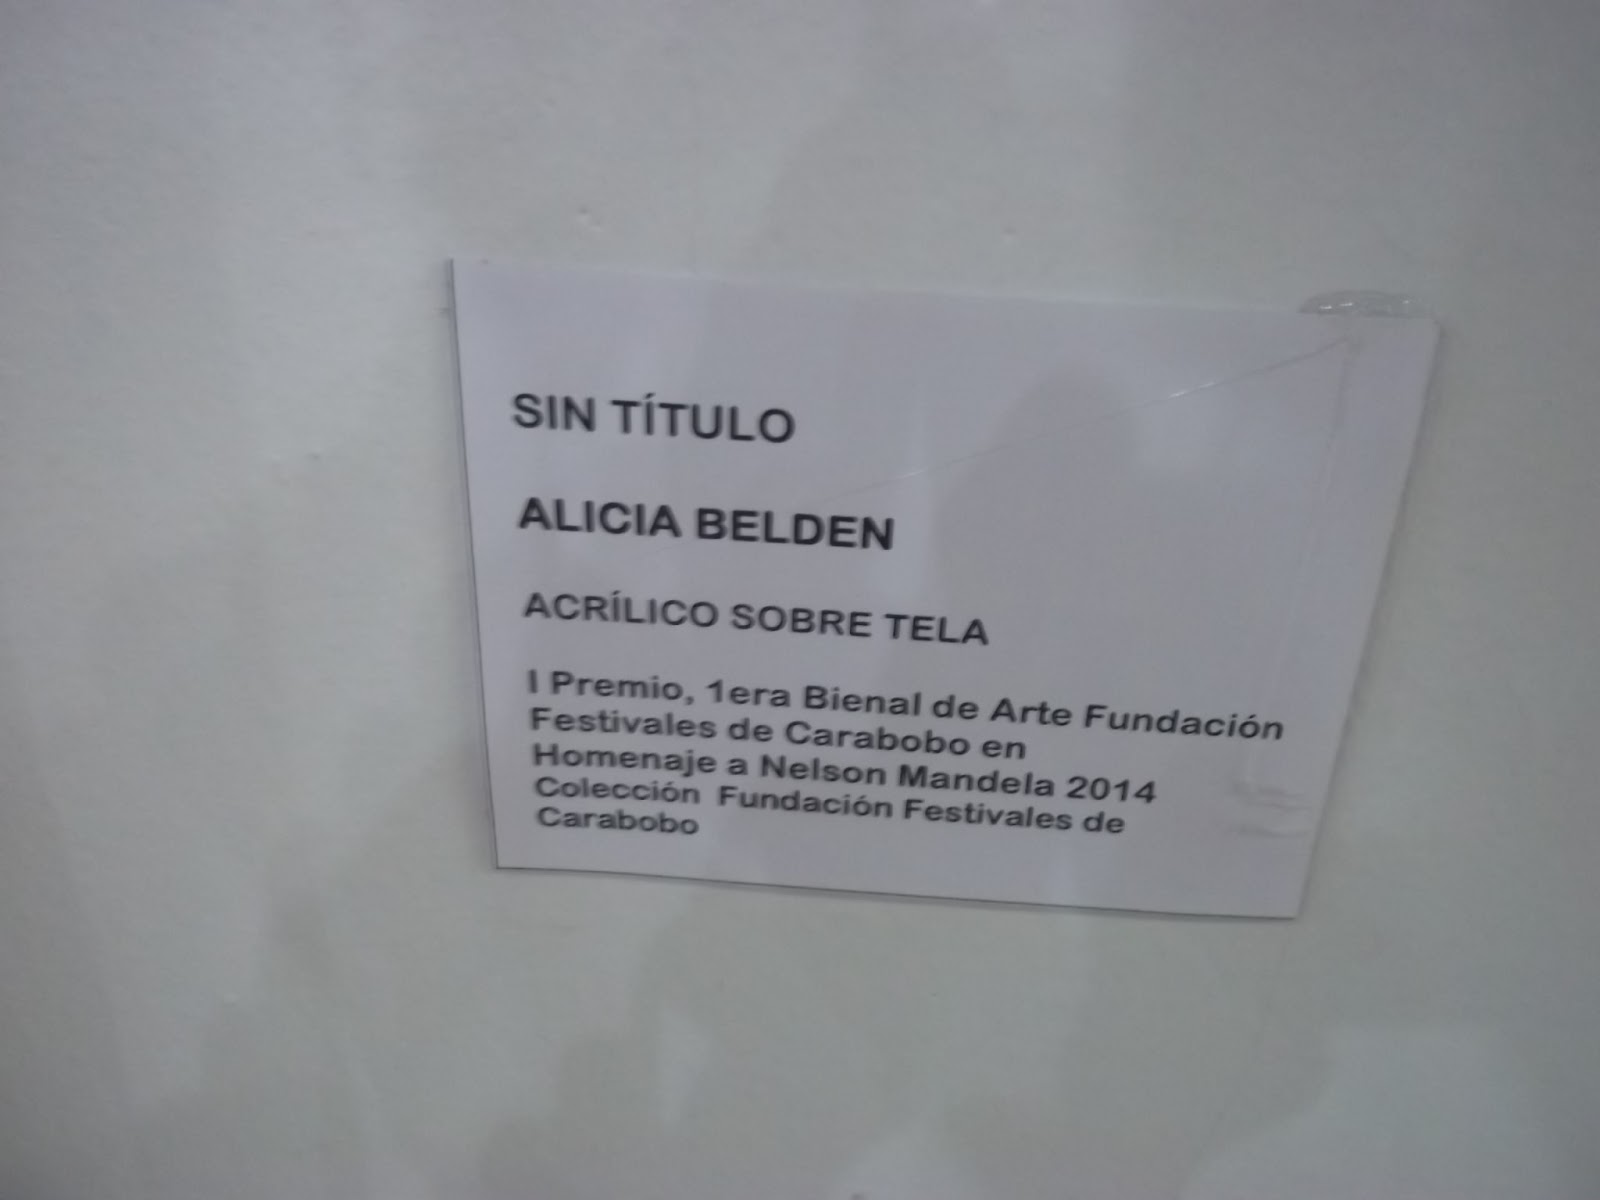 SIN TÍTULO
ALICIA BELDEN
ACRÍLICO SOBRE TELA
I Premio, 1era Bienal de Arte Fundación
Festivales de Carabobo en
Homenaje a Nelson Mandela 2014
Colección Fundación Festivales de
Carabobo